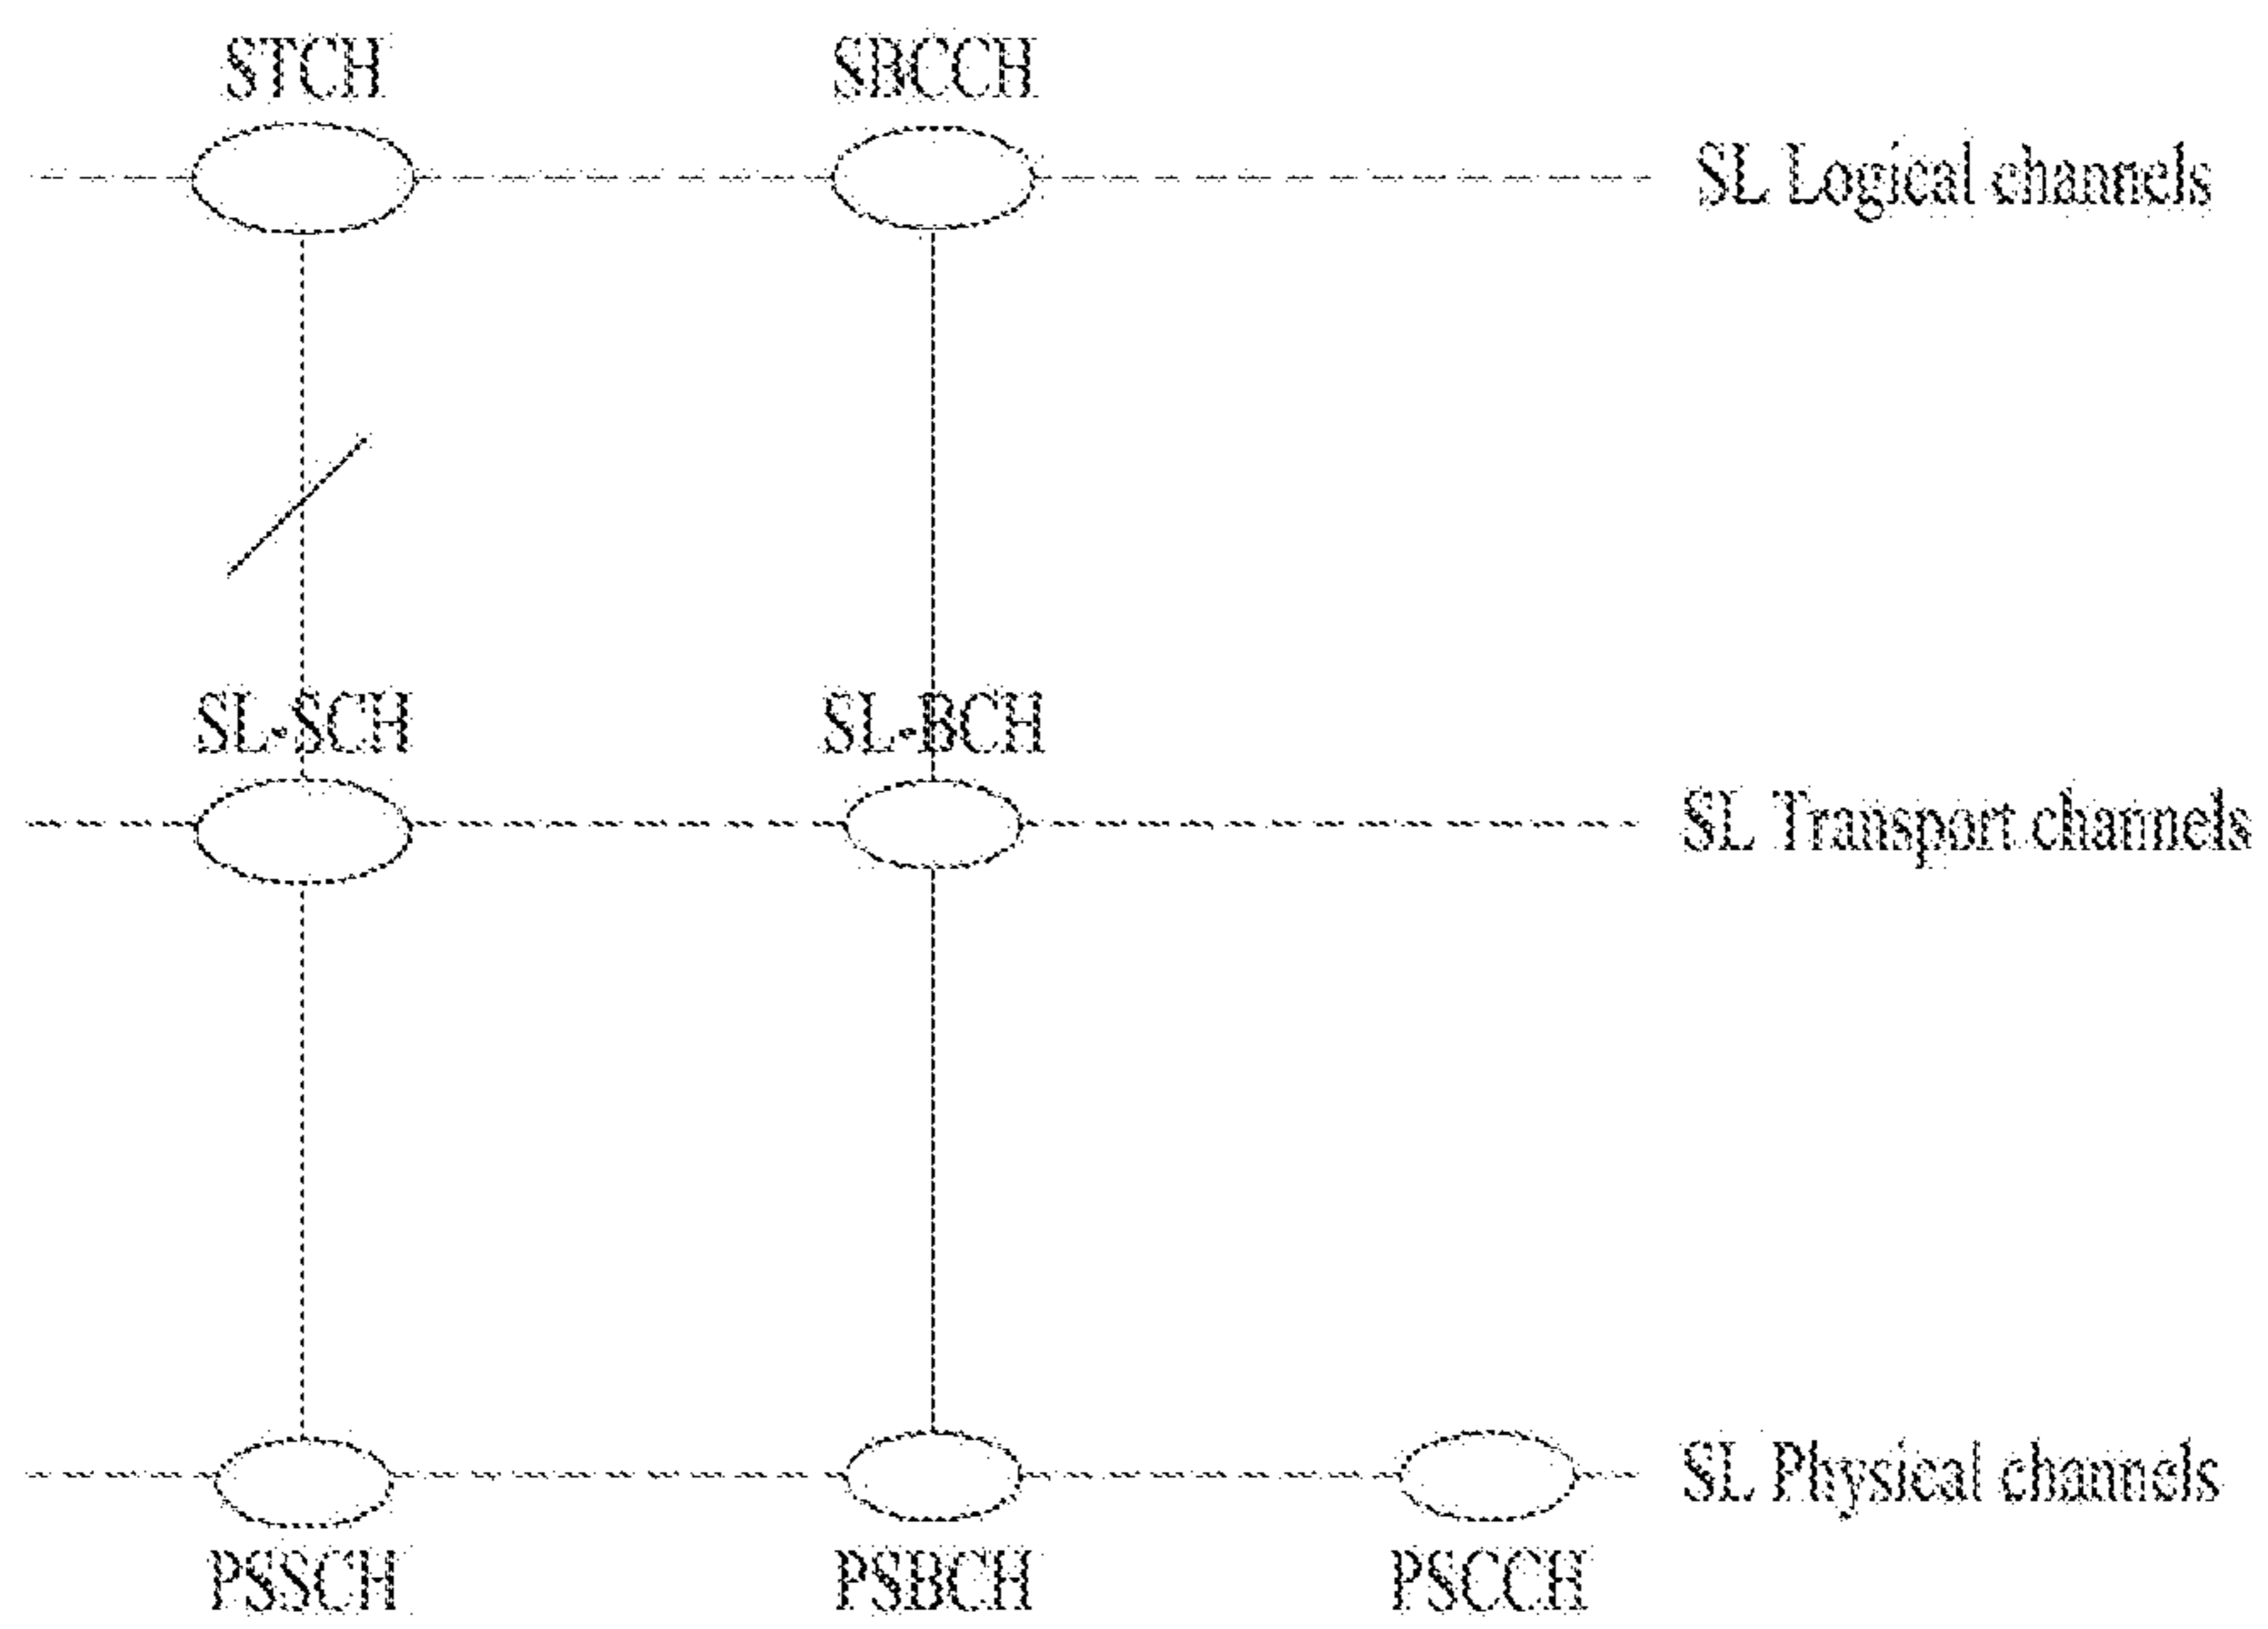 STCH SBCCH
SL Logical channels
SL-SCH SL-BCH
SL Transport channels
SL Physical channels
PSSCH PSBCH PSCCH